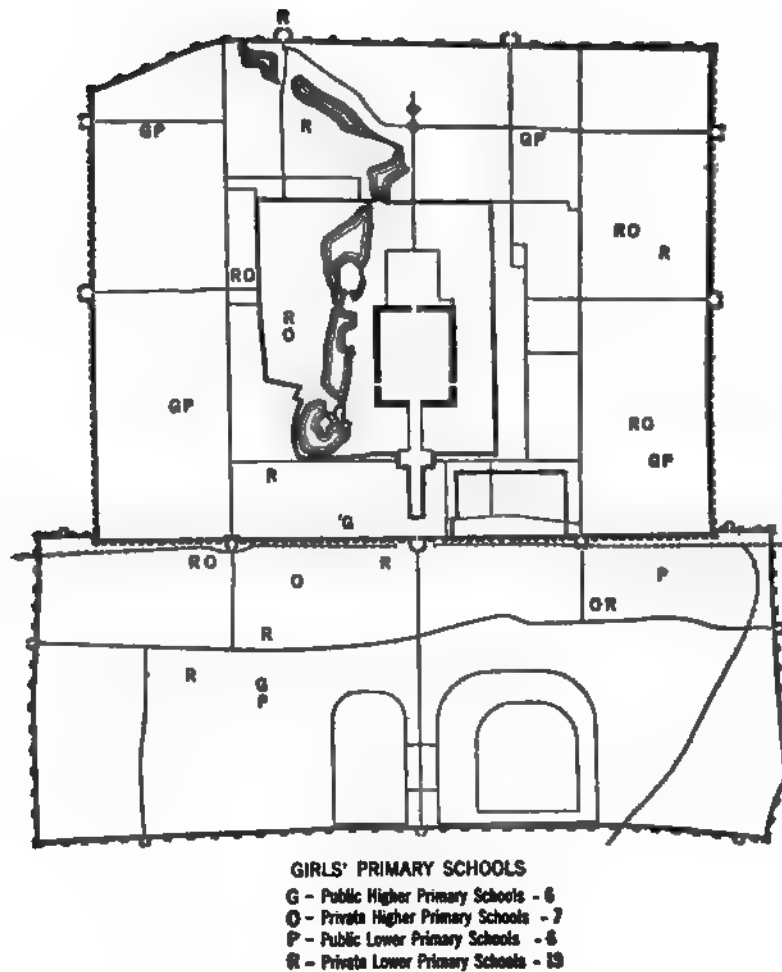 R
R
GP
GP
RO
R
RO
R
O
GP
RO
GP
R
G
RO
R
O
P
OR
R
R
G
P
GIRLS' PRIMARY SCHOOLS
G - Public Higher Primary Schools - 6
O - Private Higher Primary Schools - 7
P - Public Lower Primary Schools - 6
R - Private Lower Primary Schools - 13